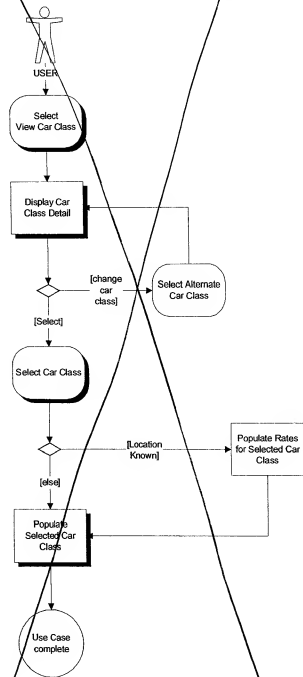 USER
Select
View Car Class
Display Car
Class Detail
[change
car
class]
Select Alternate
Car Class
[Select]
Select Car Class
[Location
Known]
Populate Rates
for Selected Car
Class
[else]
Populate
Selected Car
Class
Use Case
complete